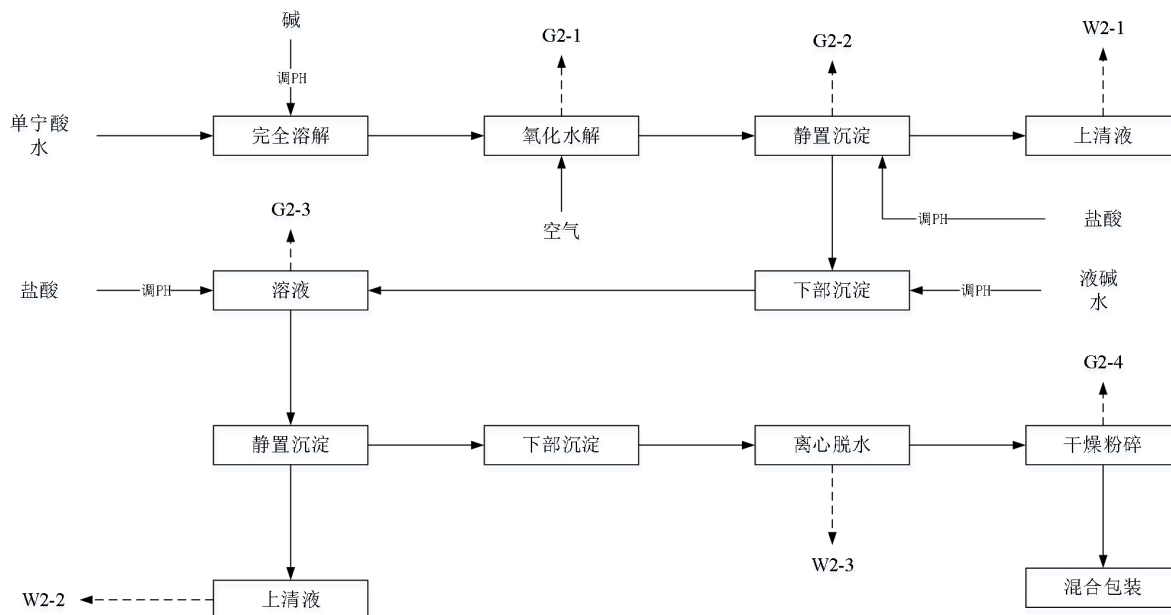 碱
G2-1
G2-2
W2-1
调PH
单宁酸
水
完全溶解
氧化水解
静置沉淀
上清液
G2-3
空气
调PH
盐酸
盐酸
调PH
溶液
下部沉淀
调PH
液碱
水
G2-4
静置沉淀
下部沉淀
离心脱水
干燥粉碎
W2-3
W2-2
上清液
混合包装